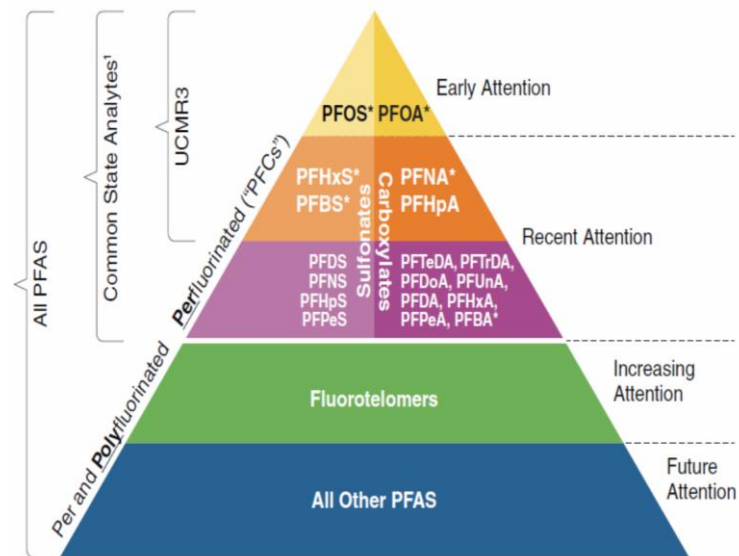 All PFAS
Common State Analytes¹
UCMR3
Perfluorinated ("PFCs")
Per and Polyfluorinated
PFOS* PFOA*
Early Attention
Sulfonates
Carboxylates
PFHxS*
PFBS*
PFNA*
PFHpA
Recent Attention
PFDS
PFNS
PFHpS
PFPeS
PFTeDA, PFTrDA,
PFDoA, PFUnA,
PFDA, PFHxA,
PFPeA, PFBA*
Fluorotelomers
Increasing
Attention
All Other PFAS
Future
Attention